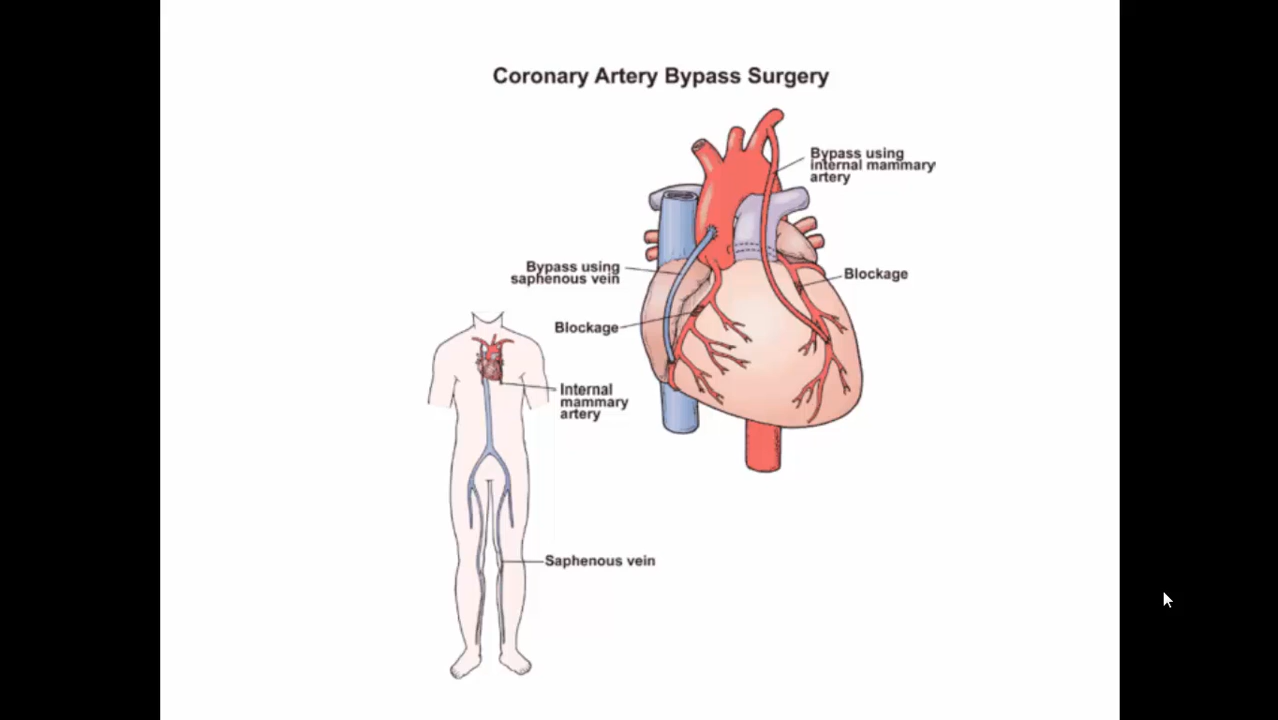 Coronary Artery Bypass Surgery
Bypass using
internal mammary
artery
Bypass using
saphenous vein
Blockage
Blockage
Internal
mammary
artery
Saphenous vein